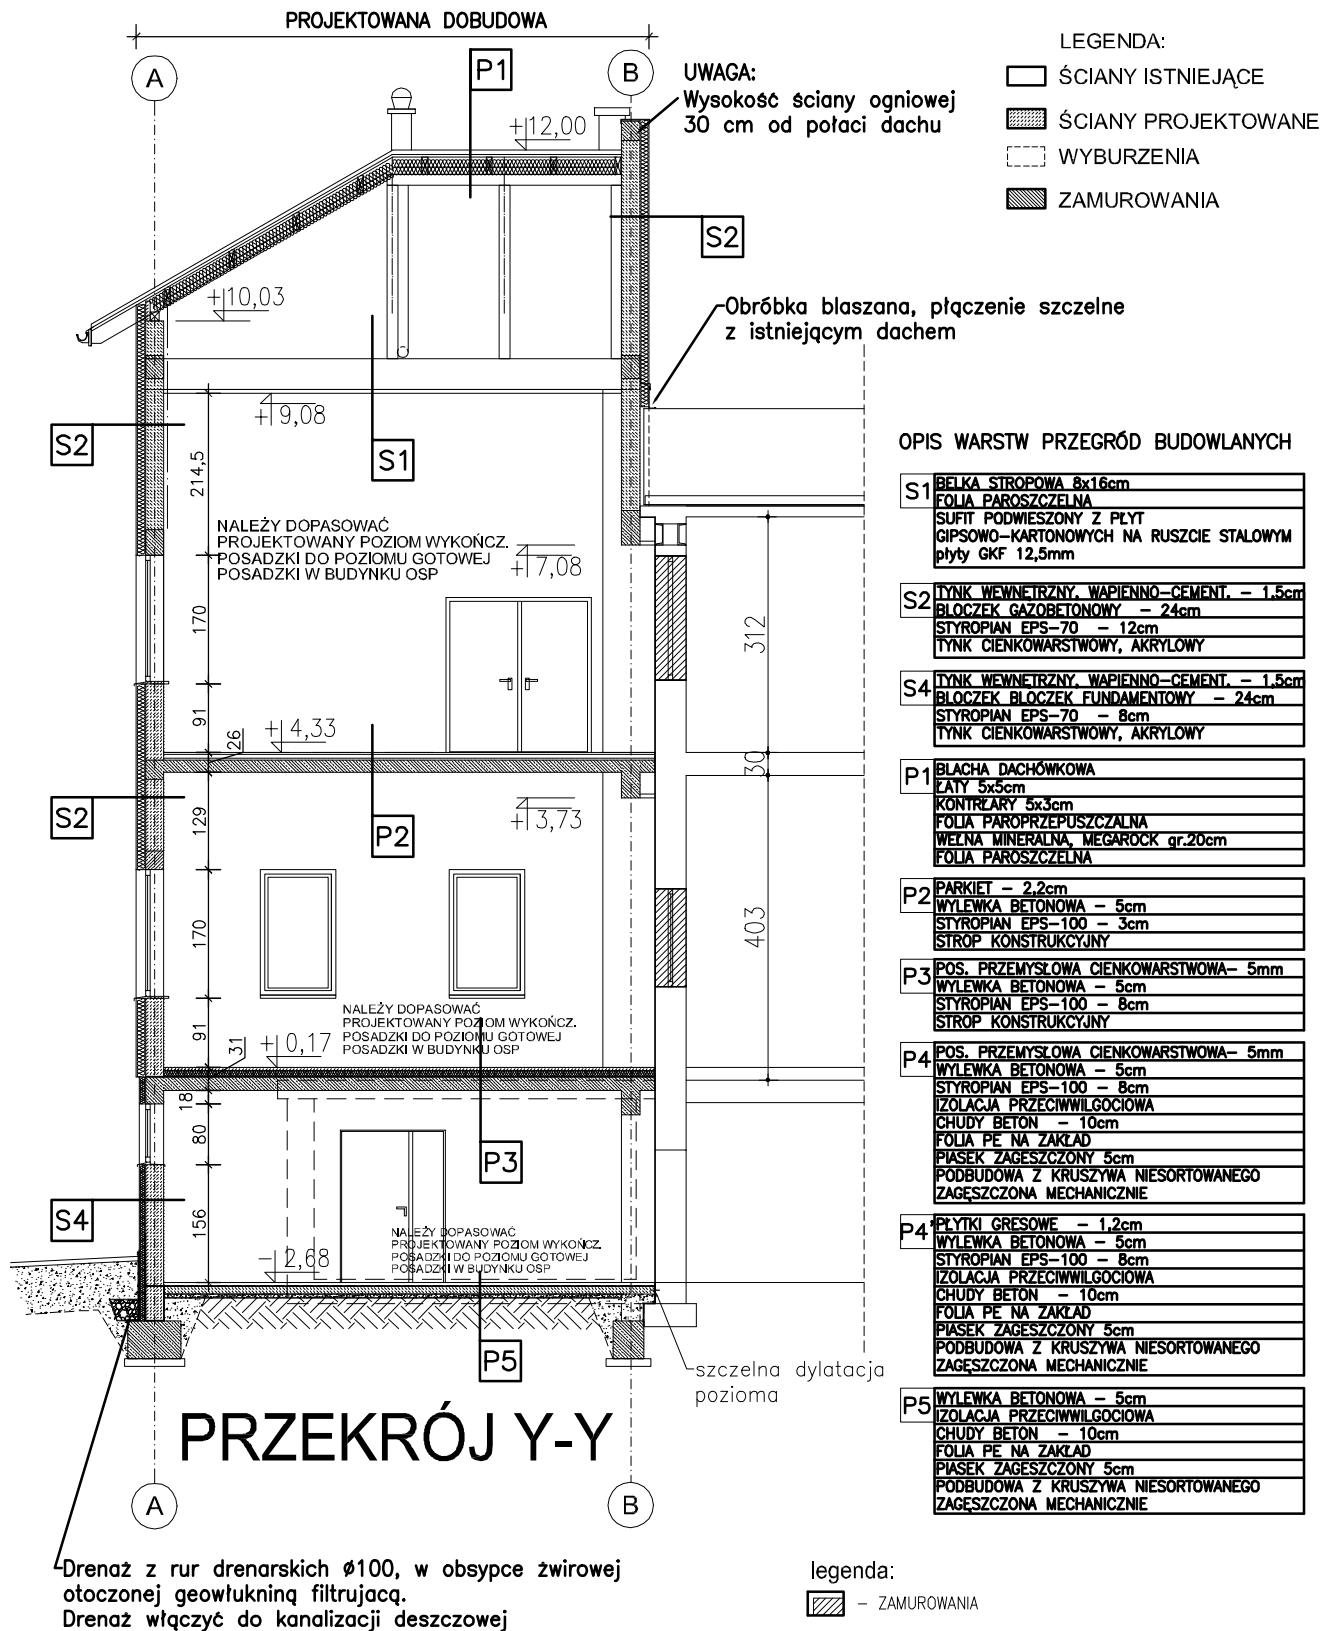 PROJEKTOWANA DOBUDOWA
A
B
P1
UWAGA:
Wysokość ściany ogniowej
30 cm od połaci dachu
LEGENDA:
ŚCIANY ISTNIEJĄCE
ŚCIANY PROJEKTOWANE
WYBURZENIA
ZAMUROWANIA
+12,00
S2
+10,03
Obróbka blaszana, płączenie szczelne
z istniejącym dachem
+9,08
S2
S1
214,5
NALEŻY DOPASOWAĆ
PROJEKTOWANY POZIOM WYKOŃCZ.
POSADZKI DO POZIOMU GOTOWEJ
POSADZKI W BUDYNKU OSP
+7,08
170
312
91
+4,33
26
30
S2
129
P2
+3,73
170
403
NALEŻY DOPASOWAĆ
PROJEKTOWANY POZIOM WYKOŃCZ.
POSADZKI DO POZIOMU GOTOWEJ
POSADZKI W BUDYNKU OSP
91
31
+0,17
18
80
P3
S4
156
NALEŻY DOPASOWAĆ
PROJEKTOWANY POZIOM WYKOŃCZ.
POSADZKI DO POZIOMU GOTOWEJ
POSADZKI W BUDYNKU OSP
-2,68
P5
szczelna dylatacja
pozioma
PRZEKRÓJ Y-Y
A
B
Drenaż z rur drenarskich Ø100, w obsypce żwirowej
otoczonej geowłukniną filtrujacą.
Drenaż włączyć do kanalizacji deszczowej
OPIS WARSTW PRZEGRÓD BUDOWLANYCH
S1
BELKA STROPOWA 8x16cm
FOLIA PAROSZCZELNA
SUFIT PODWIESZONY Z PŁYT
GIPSOWO-KARTONOWYCH NA RUSZCIE STALOWYM
płyty GKF 12,5mm
S2
TYNK WEWNĘTRZNY, WAPIENNO-CEMENT. - 1,5cm
BLOCZEK GAZOBETONOWY - 24cm
STYROPIAN EPS-70 - 12cm
TYNK CIENKOWARSTWOWY, AKRYLOWY
S4
TYNK WEWNĘTRZNY, WAPIENNO-CEMENT. - 1,5cm
BLOCZEK BLOCZEK FUNDAMENTOWY - 24cm
STYROPIAN EPS-70 - 8cm
TYNK CIENKOWARSTWOWY, AKRYLOWY
P1
BLACHA DACHÓWKOWA
ŁATY 5x5cm
KONTRŁARY 5x3cm
FOLIA PAROPRZEPUSZCZALNA
WEŁNA MINERALNA, MEGAROCK gr.20cm
FOLIA PAROSZCZELNA
P2
PARKIET - 2,2cm
WYLEWKA BETONOWA - 5cm
STYROPIAN EPS-100 - 3cm
STROP KONSTRUKCYJNY
P3
POS. PRZEMYSŁOWA CIENKOWARSTWOWA- 5mm
WYLEWKA BETONOWA - 5cm
STYROPIAN EPS-100 - 8cm
STROP KONSTRUKCYJNY
P4
POS. PRZEMYSŁOWA CIENKOWARSTWOWA- 5mm
WYLEWKA BETONOWA - 5cm
STYROPIAN EPS-100 - 8cm
IZOLACJA PRZECIWWILGOCIOWA
CHUDY BETON - 10cm
FOLIA PE NA ZAKŁAD
PIASEK ZAGESZCZONY 5cm
PODBUDOWA Z KRUSZYWA NIESORTOWANEGO
ZAGĘSZCZONA MECHANICZNIE
P4'
PŁYTKI GRESOWE - 1,2cm
WYLEWKA BETONOWA - 5cm
STYROPIAN EPS-100 - 8cm
IZOLACJA PRZECIWWILGOCIOWA
CHUDY BETON - 10cm
FOLIA PE NA ZAKŁAD
PIASEK ZAGESZCZONY 5cm
PODBUDOWA Z KRUSZYWA NIESORTOWANEGO
ZAGĘSZCZONA MECHANICZNIE
P5
WYLEWKA BETONOWA - 5cm
IZOLACJA PRZECIWWILGOCIOWA
CHUDY BETON - 10cm
FOLIA PE NA ZAKŁAD
PIASEK ZAGESZCZONY 5cm
PODBUDOWA Z KRUSZYWA NIESORTOWANEGO
ZAGĘSZCZONA MECHANICZNIE
legenda:
- ZAMUROWANIA